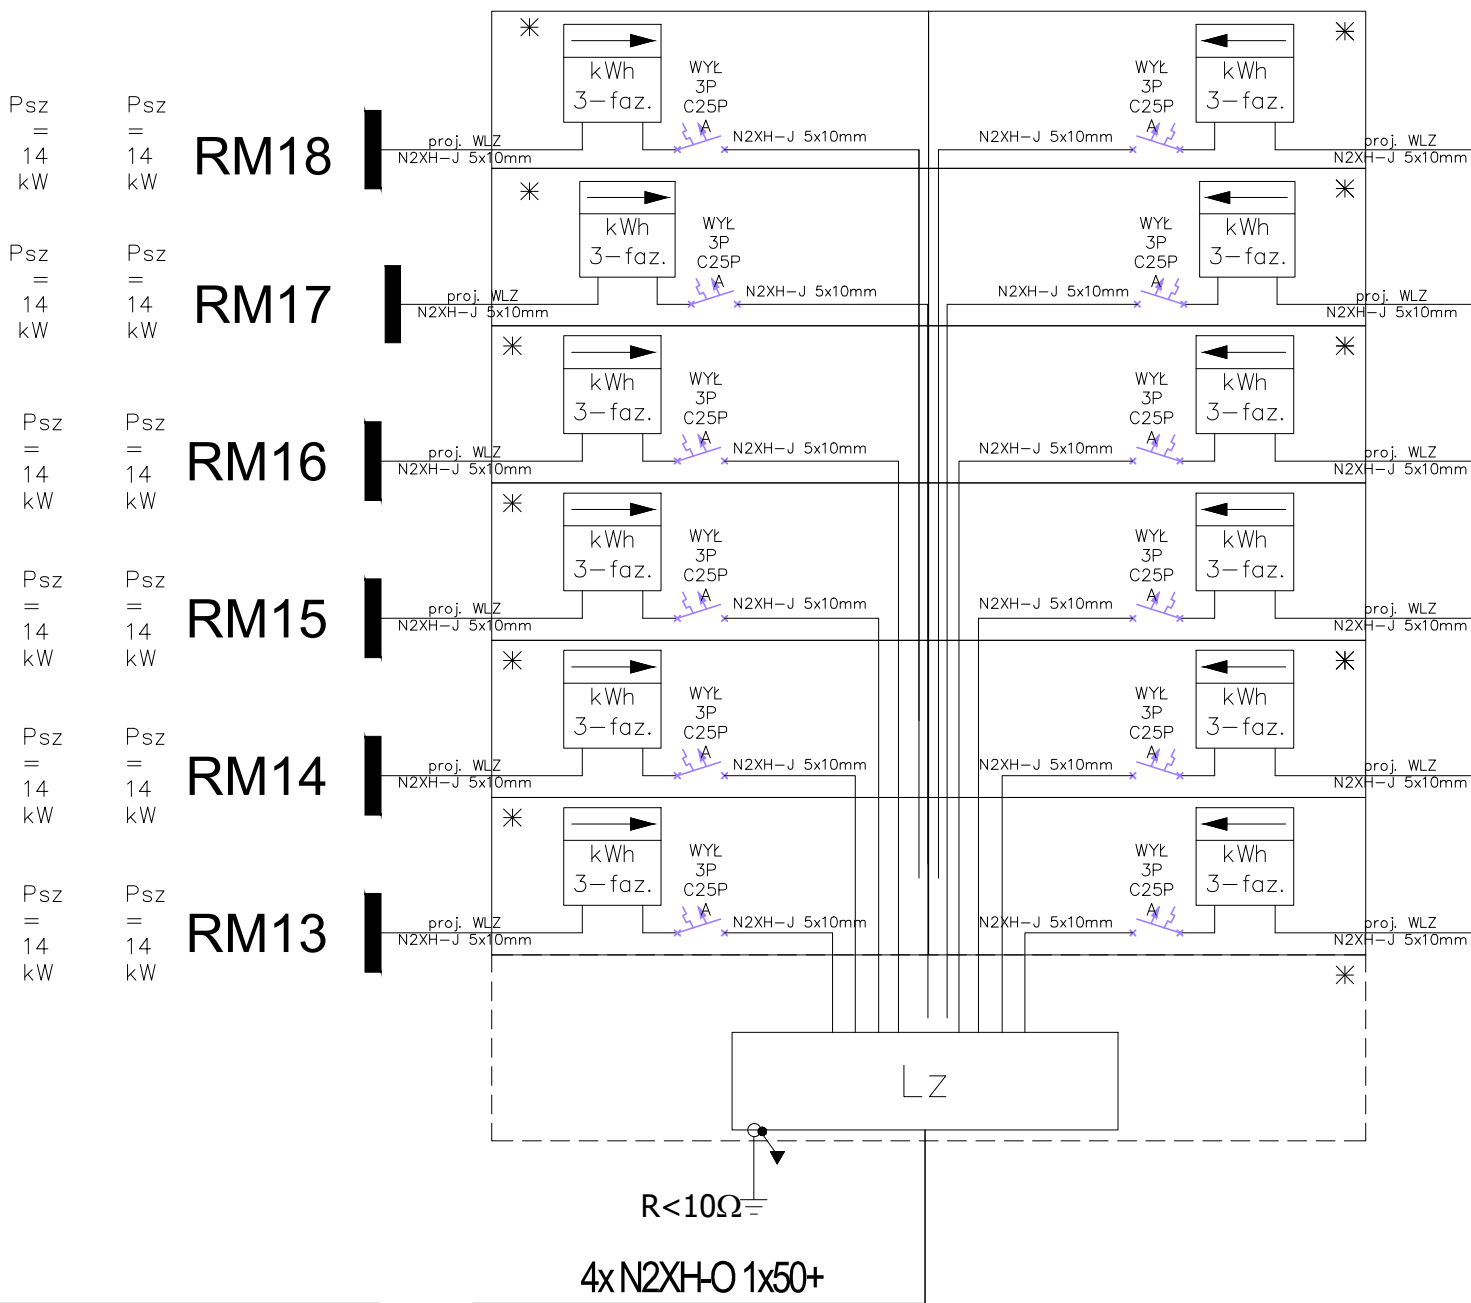 Psz
=
14
kW
Psz
=
14
kW
RM18
proj. WLZ
N2XH-J 5x10mm
kWh
3-faz.
WYŁ
3P
C25P
A
N2XH-J 5x10mm
N2XH-J 5x10mm
WYŁ
3P
C25P
A
kWh
3-faz.
proj. WLZ
N2XH-J 5x10mm
Psz
=
14
kW
Psz
=
14
kW
RM17
proj. WLZ
N2XH-J 5x10mm
kWh
3-faz.
WYŁ
3P
C25P
A
N2XH-J 5x10mm
N2XH-J 5x10mm
WYŁ
3P
C25P
A
kWh
3-faz.
proj. WLZ
N2XH-J 5x10mm
Psz
=
14
kW
Psz
=
14
kW
RM16
proj. WLZ
N2XH-J 5x10mm
kWh
3-faz.
WYŁ
3P
C25P
A
N2XH-J 5x10mm
N2XH-J 5x10mm
WYŁ
3P
C25P
A
kWh
3-faz.
proj. WLZ
N2XH-J 5x10mm
Psz
=
14
kW
Psz
=
14
kW
RM15
proj. WLZ
N2XH-J 5x10mm
kWh
3-faz.
WYŁ
3P
C25P
A
N2XH-J 5x10mm
N2XH-J 5x10mm
WYŁ
3P
C25P
A
kWh
3-faz.
proj. WLZ
N2XH-J 5x10mm
Psz
=
14
kW
Psz
=
14
kW
RM14
proj. WLZ
N2XH-J 5x10mm
kWh
3-faz.
WYŁ
3P
C25P
A
N2XH-J 5x10mm
N2XH-J 5x10mm
WYŁ
3P
C25P
A
kWh
3-faz.
proj. WLZ
N2XH-J 5x10mm
Psz
=
14
kW
Psz
=
14
kW
RM13
proj. WLZ
N2XH-J 5x10mm
kWh
3-faz.
WYŁ
3P
C25P
A
N2XH-J 5x10mm
N2XH-J 5x10mm
WYŁ
3P
C25P
A
kWh
3-faz.
proj. WLZ
N2XH-J 5x10mm
Lz
R<10Ω
4x N2XH-O 1x50+